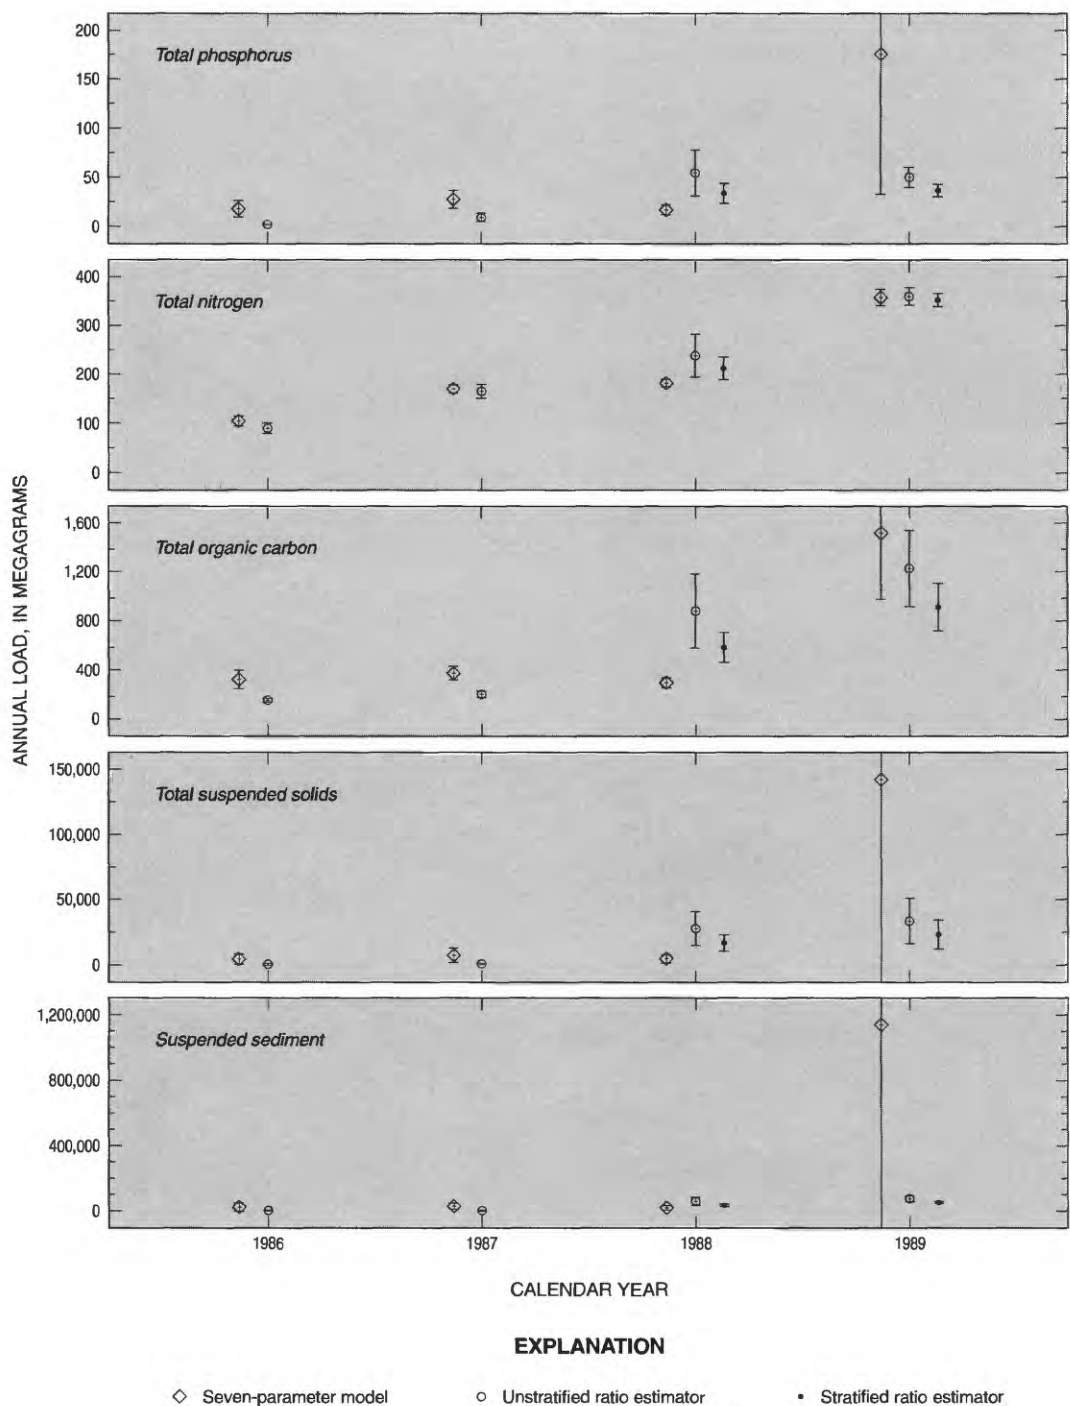 200
Total phosphorus
150
100
50
0
400
Total nitrogen
300
200
100
0
1,600
Total organic carbon
1,200
800
400
0
150,000
Total suspended solids
100,000
50,000
0
1,200,000
Suspended sediment
800,000
400,000
0
ANNUAL LOAD, IN MEGAGRAMS
1986 1987 1988 1989
CALENDAR YEAR
EXPLANATION
Seven-parameter model Unstratified ratio estimator Stratified ratio estimator